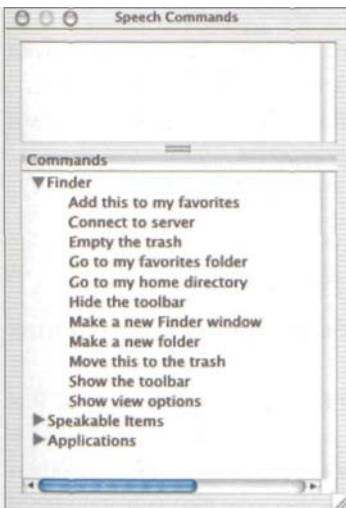 Speech Commands
Commands
Finder
Add this to my favorites
Connect to server
Empty the trash
Go to my favorites folder
Go to my home directory
Hide the toolbar
Make a new Finder window
Make a new folder
Move this to the trash
Show the toolbar
Show view options
Speakable Items
Applications